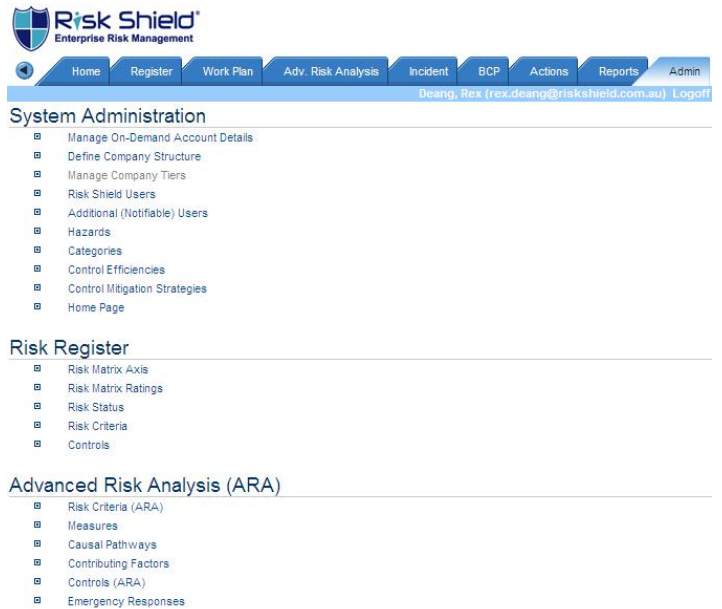 Risk Shield®
Enterprise Risk Management
Home Register Work Plan Adv. Risk Analysis Incident BCP Actions Reports Admin
Deang, Rex (rex.deang@riskshield.com.au) Logoff
System Administration
Manage On-Demand Account Details
Define Company Structure
Manage Company Tiers
Risk Shield Users
Additional (Notifiable) Users
Hazards
Categories
Control Efficiencies
Control Mitigation Strategies
Home Page
Risk Register
Risk Matrix Axis
Risk Matrix Ratings
Risk Status
Risk Criteria
Controls
Advanced Risk Analysis (ARA)
Risk Criteria (ARA)
Measures
Causal Pathways
Contributing Factors
Controls (ARA)
Emergency Responses